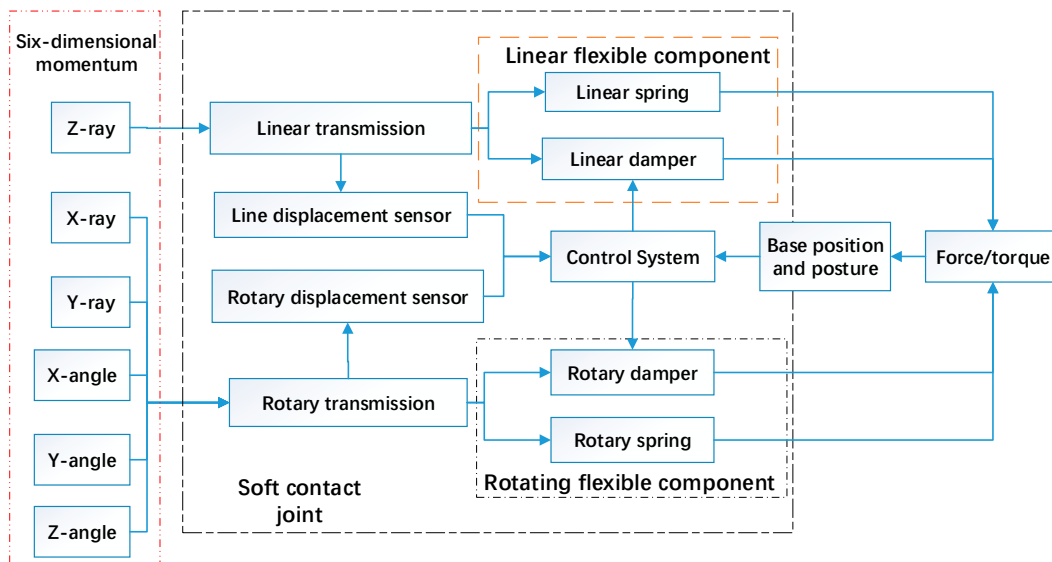 Six-dimensional
momentum
Z-ray
X-ray
Y-ray
X-angle
Y-angle
Z-angle
Linear transmission
Line displacement sensor
Rotary displacement sensor
Rotary transmission
Soft contact
joint
Linear flexible component
Linear spring
Linear damper
Control System
Rotary damper
Rotary spring
Rotating flexible component
Base position
and posture
Force/torque